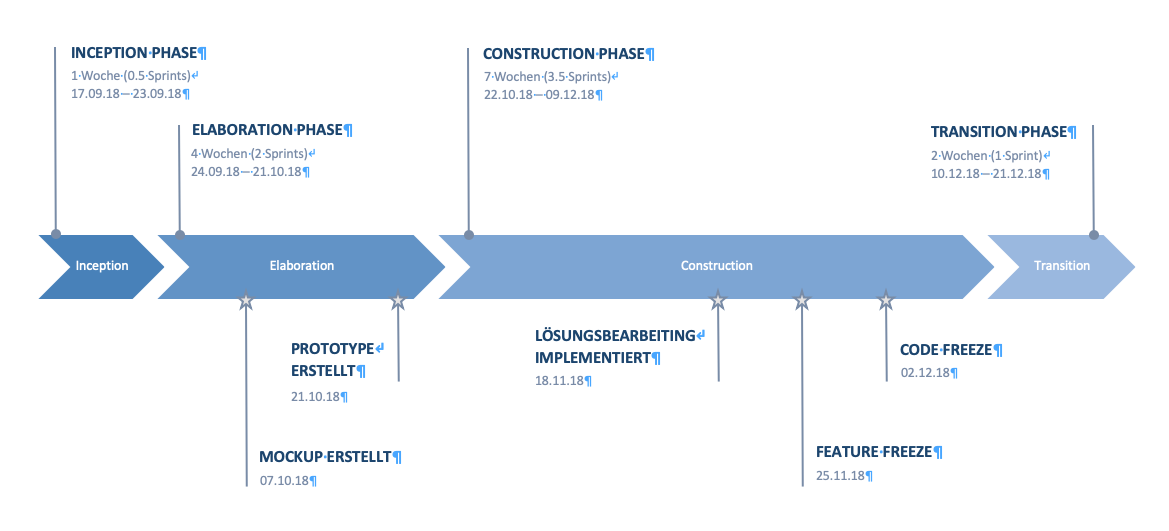 INCEPTION·PHASE¶
1·Woche·(0.5·Sprints)↵
17.09.18–·23.09.18¶
CONSTRUCTION·PHASE¶
7·Wochen·(3.5·Sprints)↵
22.10.18–·09.12.18¶
ELABORATION·PHASE¶
4·Wochen·(2·Sprints)↵
24.09.18–·21.10.18¶
TRANSITION·PHASE¶
2·Wochen·(1·Sprint)↵
10.12.18–·21.12.18¶
Inception
Elaboration
Construction
Transition
PROTOTYPE↵
ERSTELLT¶
21.10.18¶
LÖSUNGSBEARBEITING↵
IMPLEMENTIERT¶
18.11.18¶
CODE·FREEZE¶
02.12.18¶
MOCKUP·ERSTELLT¶
07.10.18¶
FEATURE·FREEZE¶
25.11.18¶